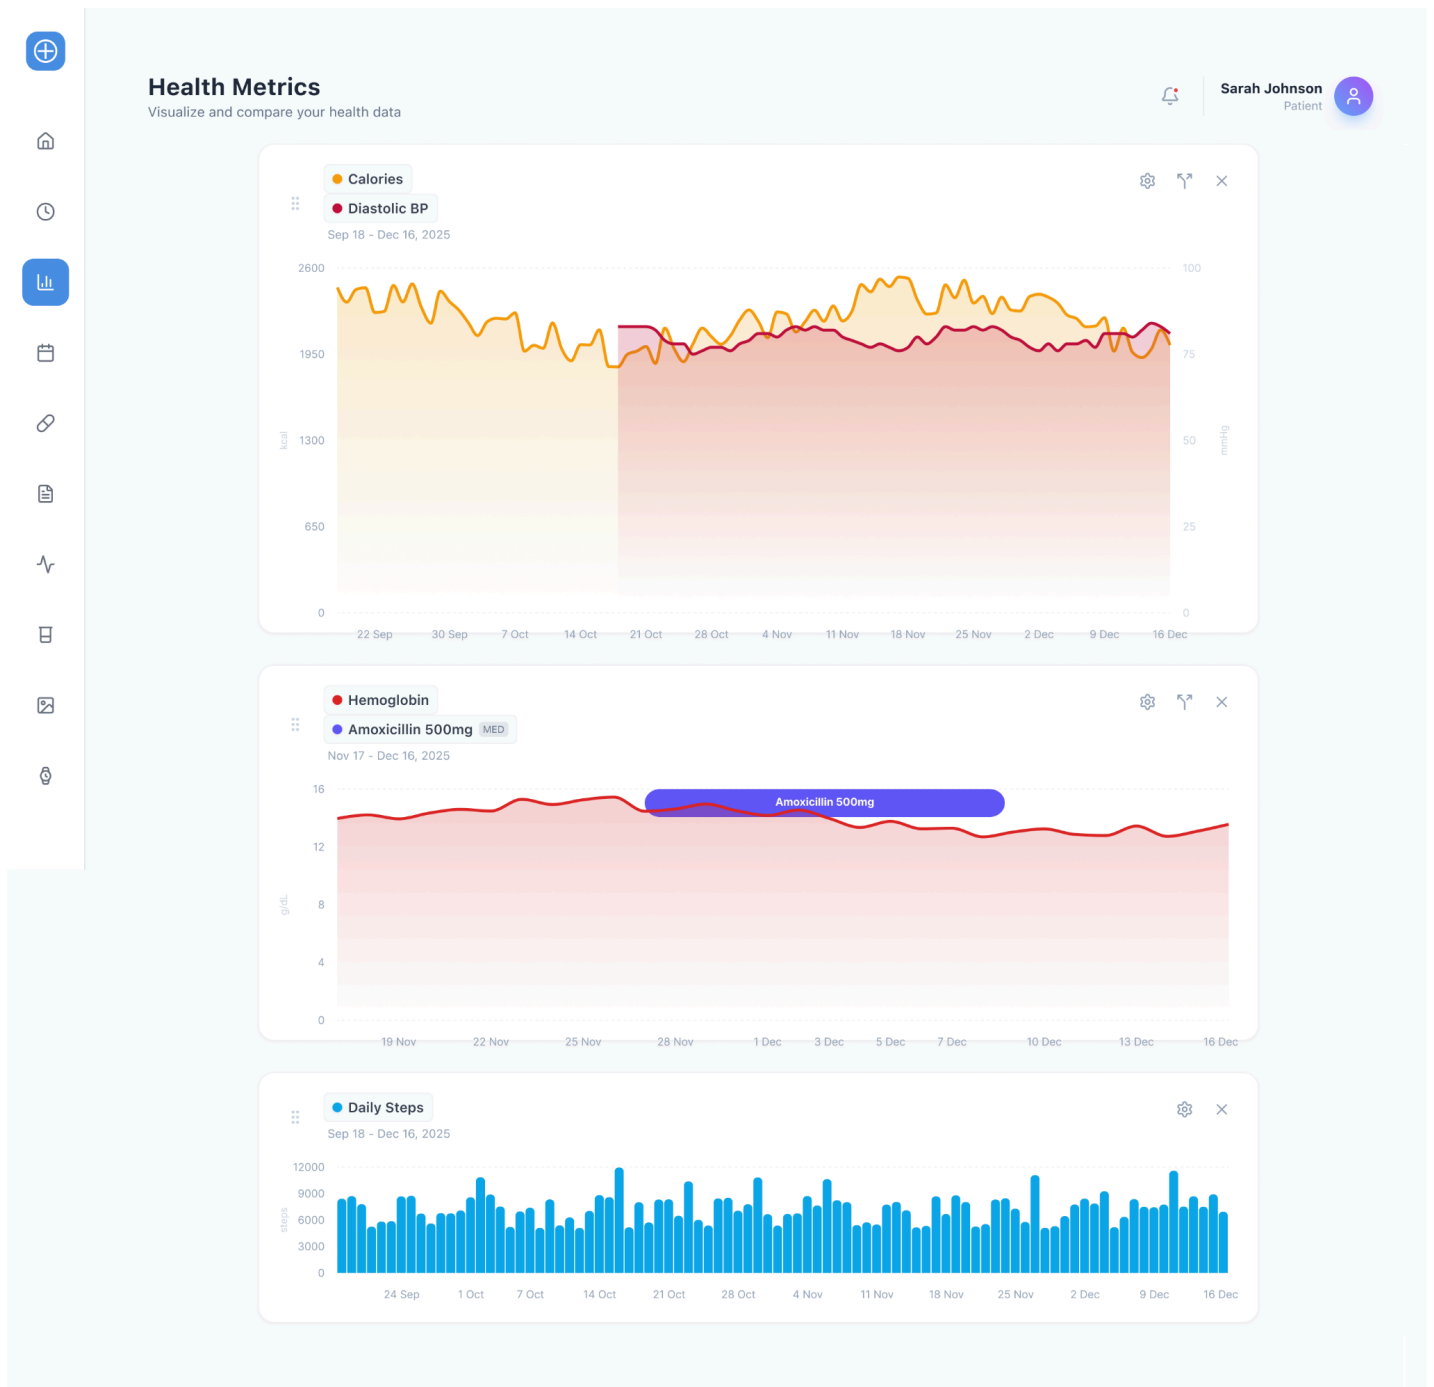 Health Metrics
Visualize and compare your health data
Sarah Johnson
Patient
Calories
Diastolic BP
Sep 18 - Dec 16, 2025
2600
1950
1300
650
0
kcal
100
75
50
25
0
mmHg
22 Sep 30 Sep 7 Oct 14 Oct 21 Oct 28 Oct 4 Nov 11 Nov 18 Nov 25 Nov 2 Dec 9 Dec 16 Dec
Hemoglobin
Amoxicillin 500mg MED
Nov 17 - Dec 16, 2025
Amoxicillin 500mg
16
12
8
4
0
g/dL
19 Nov 22 Nov 25 Nov 28 Nov 1 Dec 3 Dec 5 Dec 7 Dec 10 Dec 13 Dec 16 Dec
Daily Steps
Sep 18 - Dec 16, 2025
12000
9000
6000
3000
0
steps
24 Sep 1 Oct 7 Oct 14 Oct 21 Oct 28 Oct 4 Nov 11 Nov 18 Nov 25 Nov 2 Dec 9 Dec 16 Dec